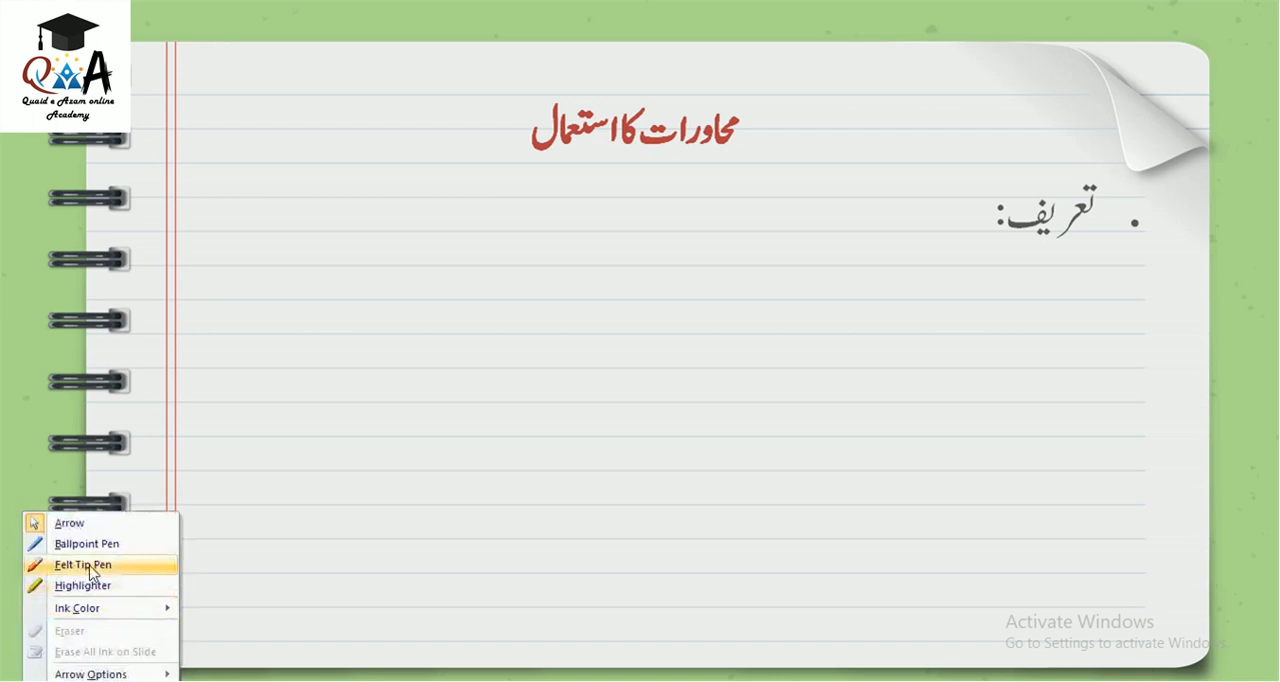 QAA
Quaid e Azam online
Academy
محاورات کا استعمال
• تعریف:
Arrow
Ballpoint Pen
Felt Tip Pen
Highlighter
Ink Color
Eraser
Erase All Ink on Slide
Arrow Options
Activate Windows
Go to Settings to activate Windows.